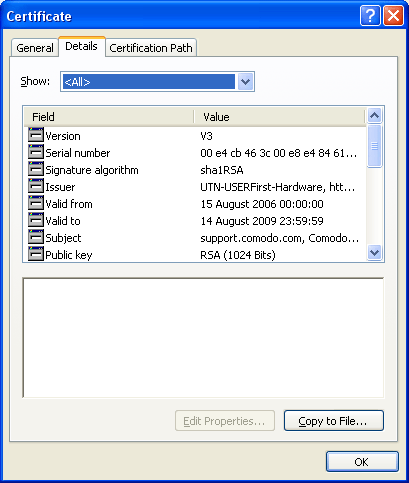 Certificate
General Details Certification Path
Show: <All>
Field Value
Version V3
Serial number 00 e4 cb 46 3c 00 e8 e4 84 61...
Signature algorithm sha1RSA
Issuer UTN-USERFirst-Hardware, htt...
Valid from 15 August 2006 00:00:00
Valid to 14 August 2009 23:59:59
Subject support.comodo.com, Comodo...
Public key RSA (1024 Bits)
Edit Properties... Copy to File...
OK